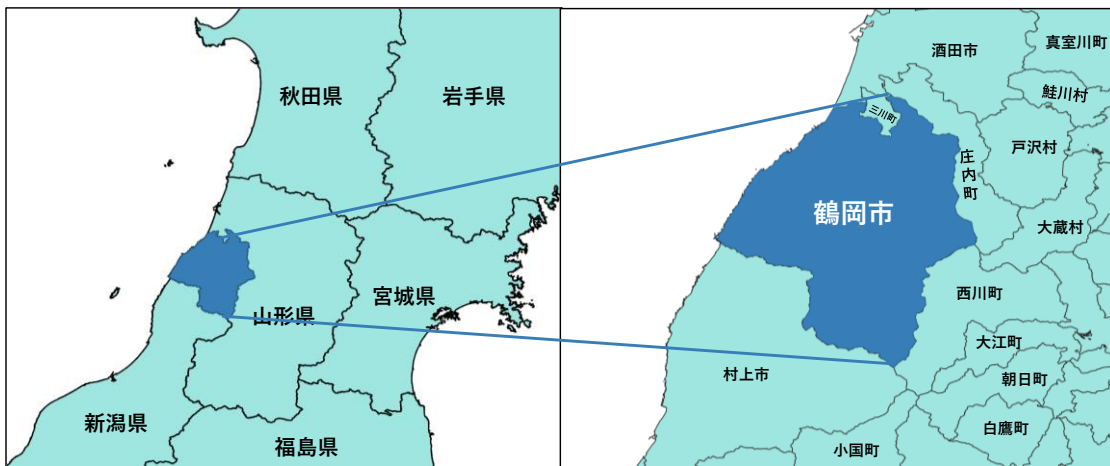 秋田県
岩手県
山形県
宮城県
新潟県
福島県
酒田市
真室川町
鮭川村
三川町
戸沢村
庄内町
鶴岡市
大蔵村
西川町
大江町
村上市
朝日町
白鷹町
小国町